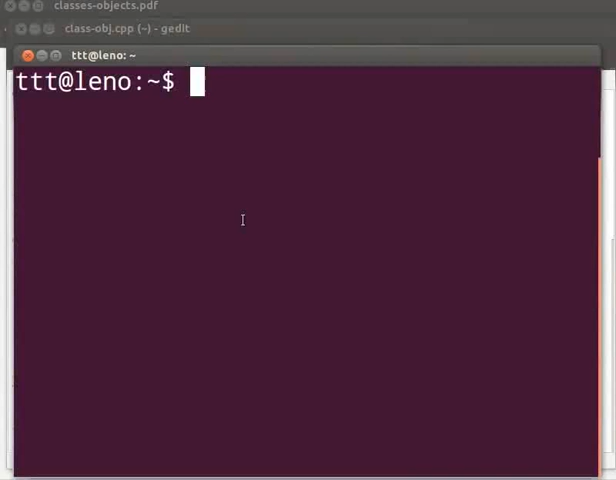 classes-objects.pdf
class-obj.cpp (~) - gedit
ttt@leno: ~
ttt@leno:~$